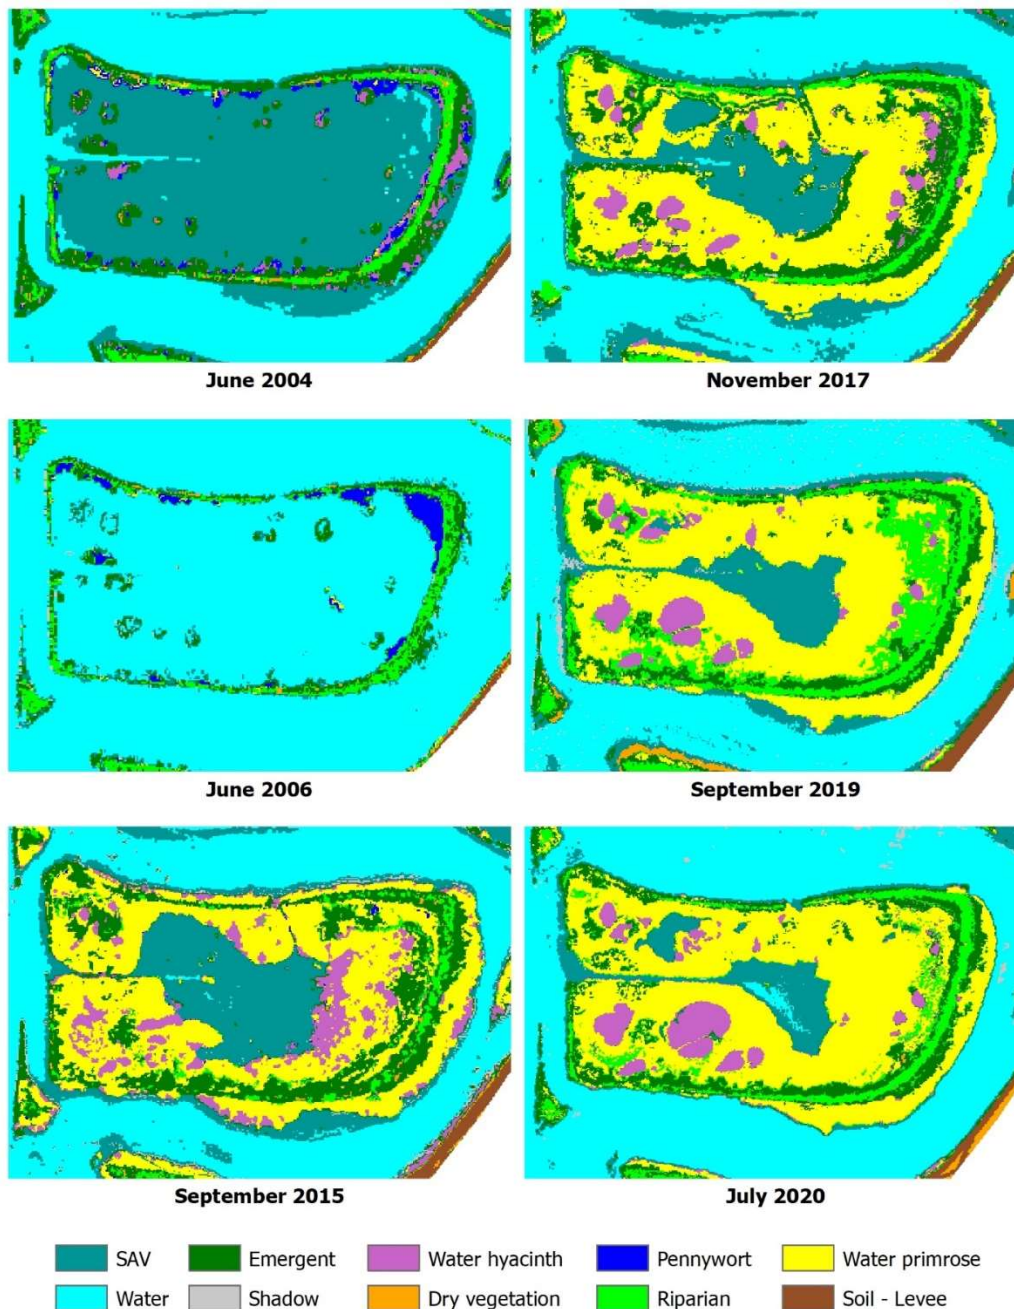 June 2004
November 2017
June 2006
September 2019
September 2015
July 2020
SAV
Emergent
Water hyacinth
Pennywort
Water primrose
Water
Shadow
Dry vegetation
Riparian
Soil - Levee